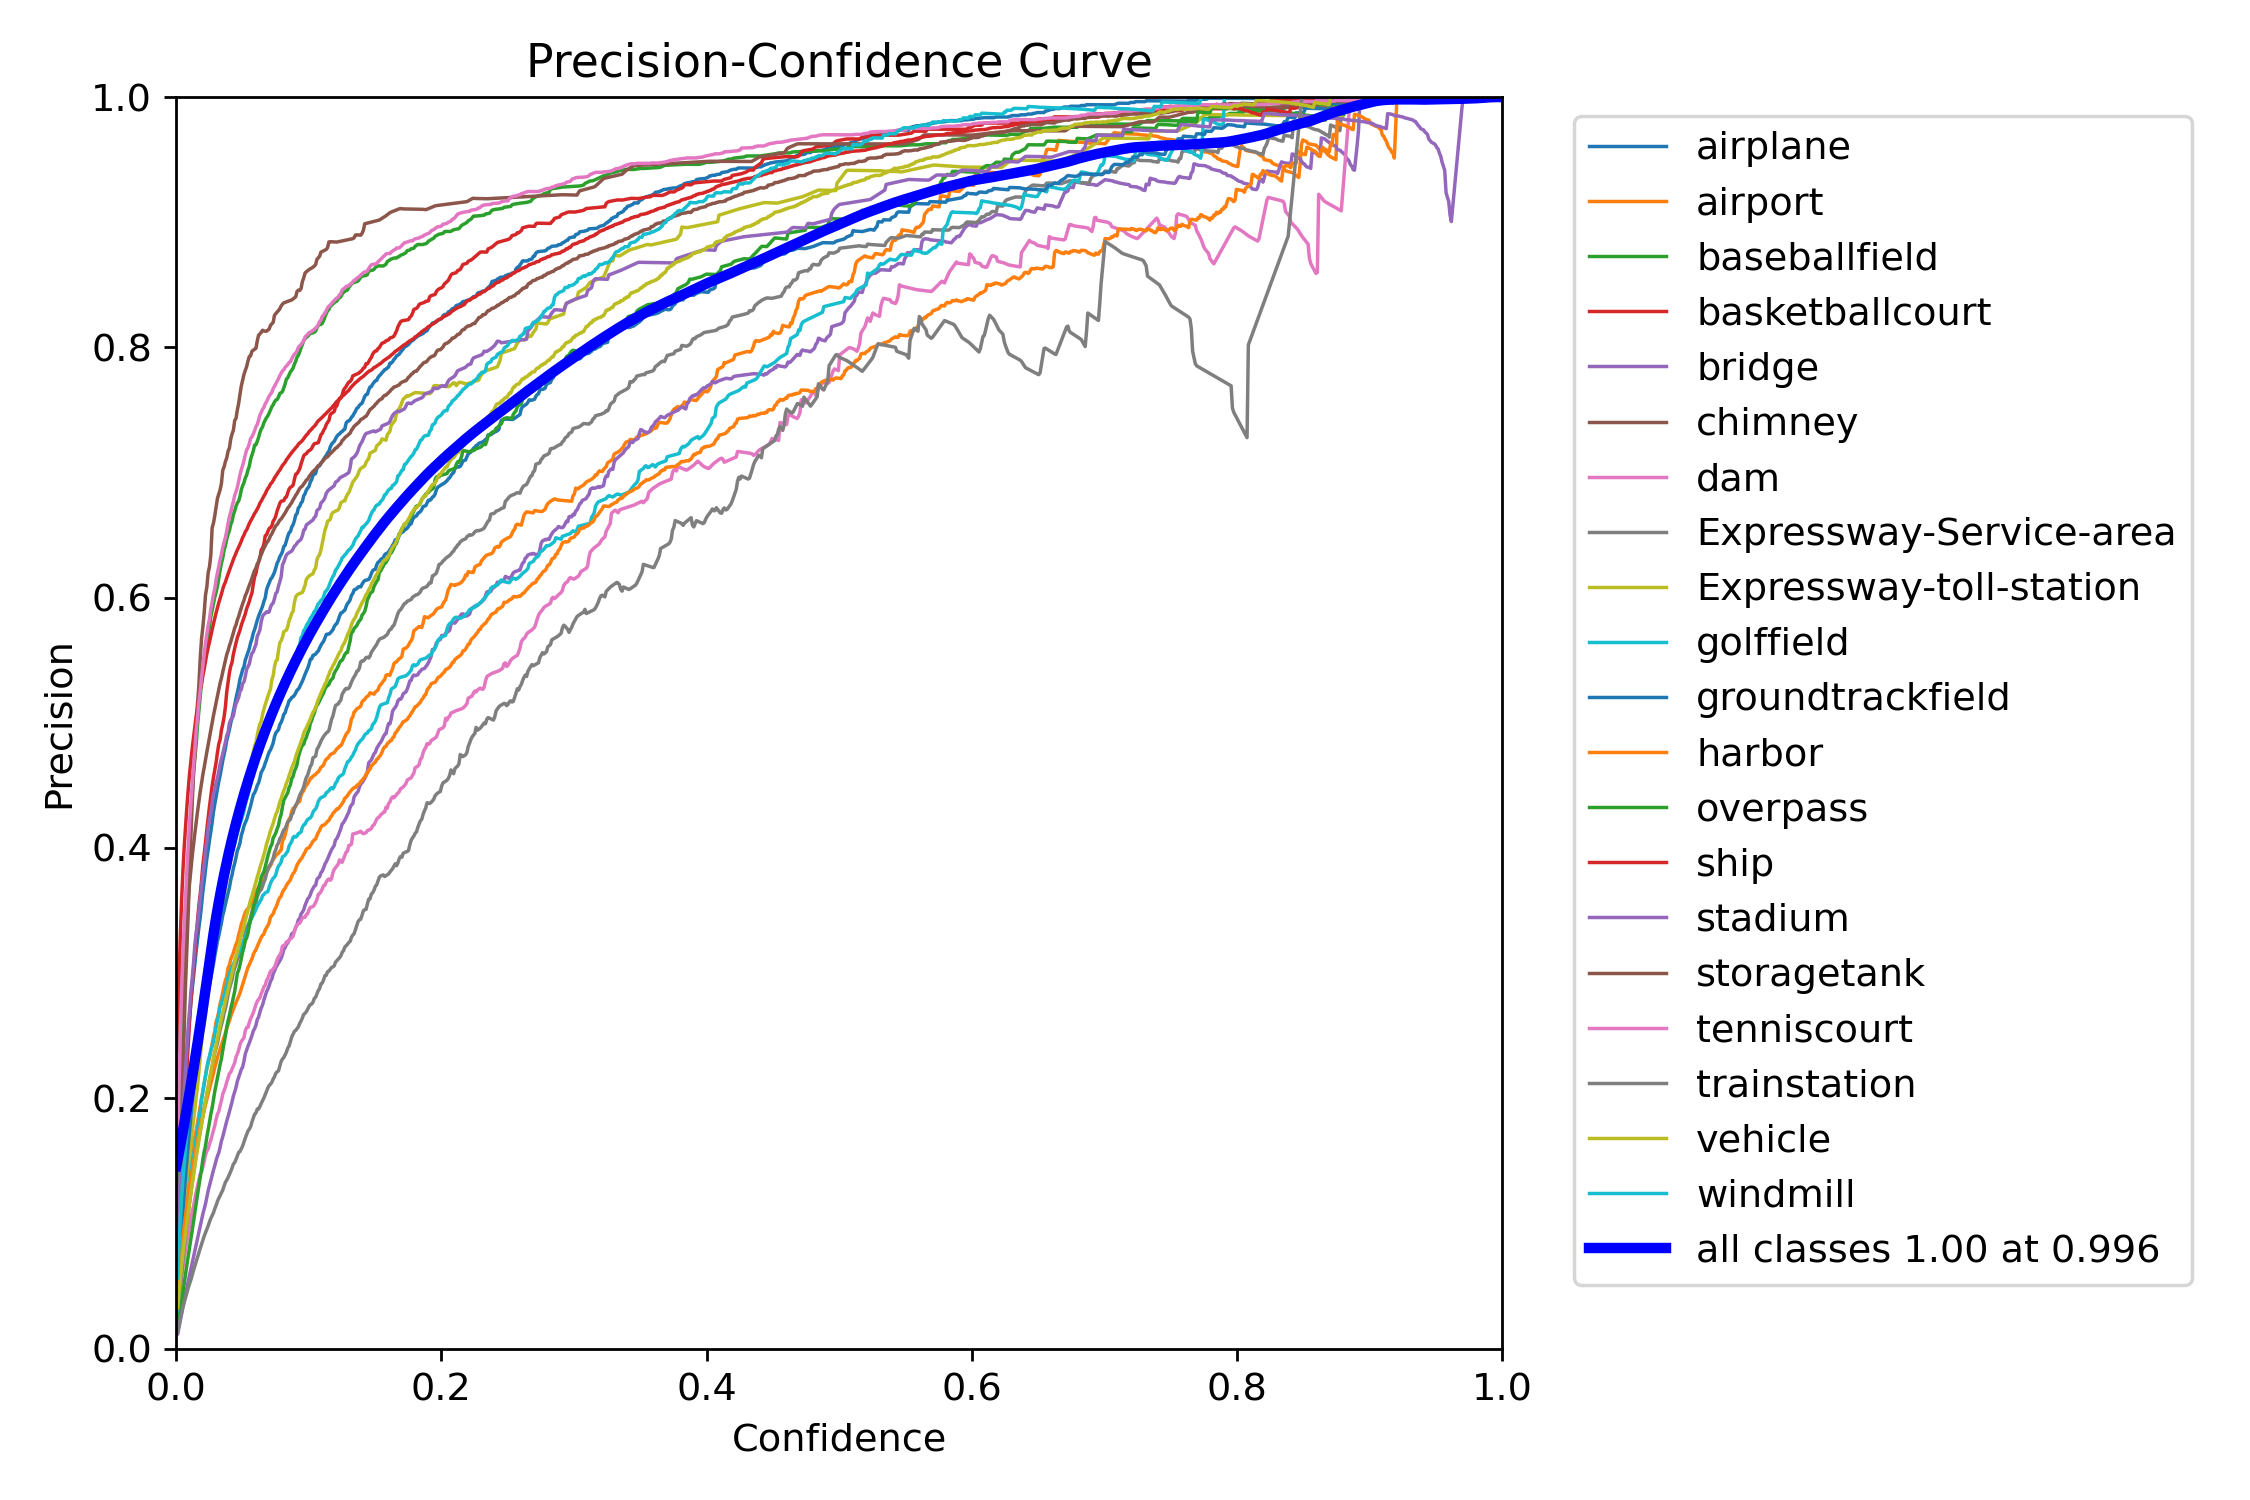 Precision-Confidence Curve
1.0
0.8
0.6
0.4
0.2
0.0
Precision
0.0 0.2 0.4 0.6 0.8 1.0
Confidence
airplane
airport
baseballfield
basketballcourt
bridge
chimney
dam
Expressway-Service-area
Expressway-toll-station
golffield
groundtrackfield
harbor
overpass
ship
stadium
storagetank
tenniscourt
trainstation
vehicle
windmill
all classes 1.00 at 0.996